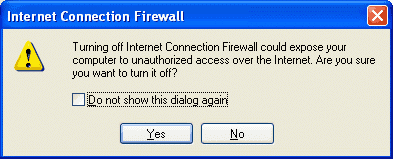 Internet Connection Firewall
Turning off Internet Connection Firewall could expose your
computer to unauthorized access over the Internet. Are you sure
you want to turn it off?
Do not show this dialog again
Yes
No